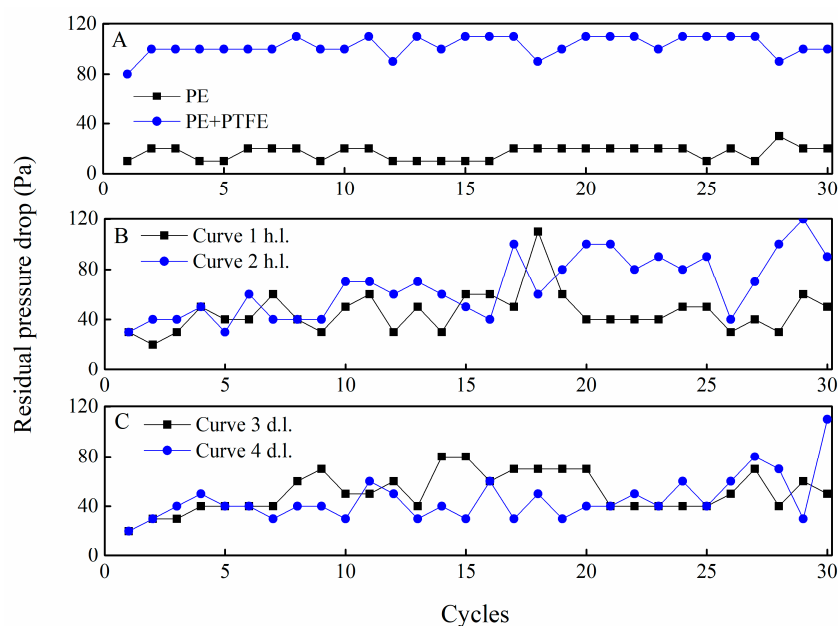 Residual pressure drop (Pa)
A
120
80
40
0
PE
PE+PTFE
0 5 10 15 20 25 30
B
120
80
40
0
Curve 1 h.l.
Curve 2 h.l.
0 5 10 15 20 25 30
C
120
80
40
0
Curve 3 d.l.
Curve 4 d.l.
0 5 10 15 20 25 30
Cycles